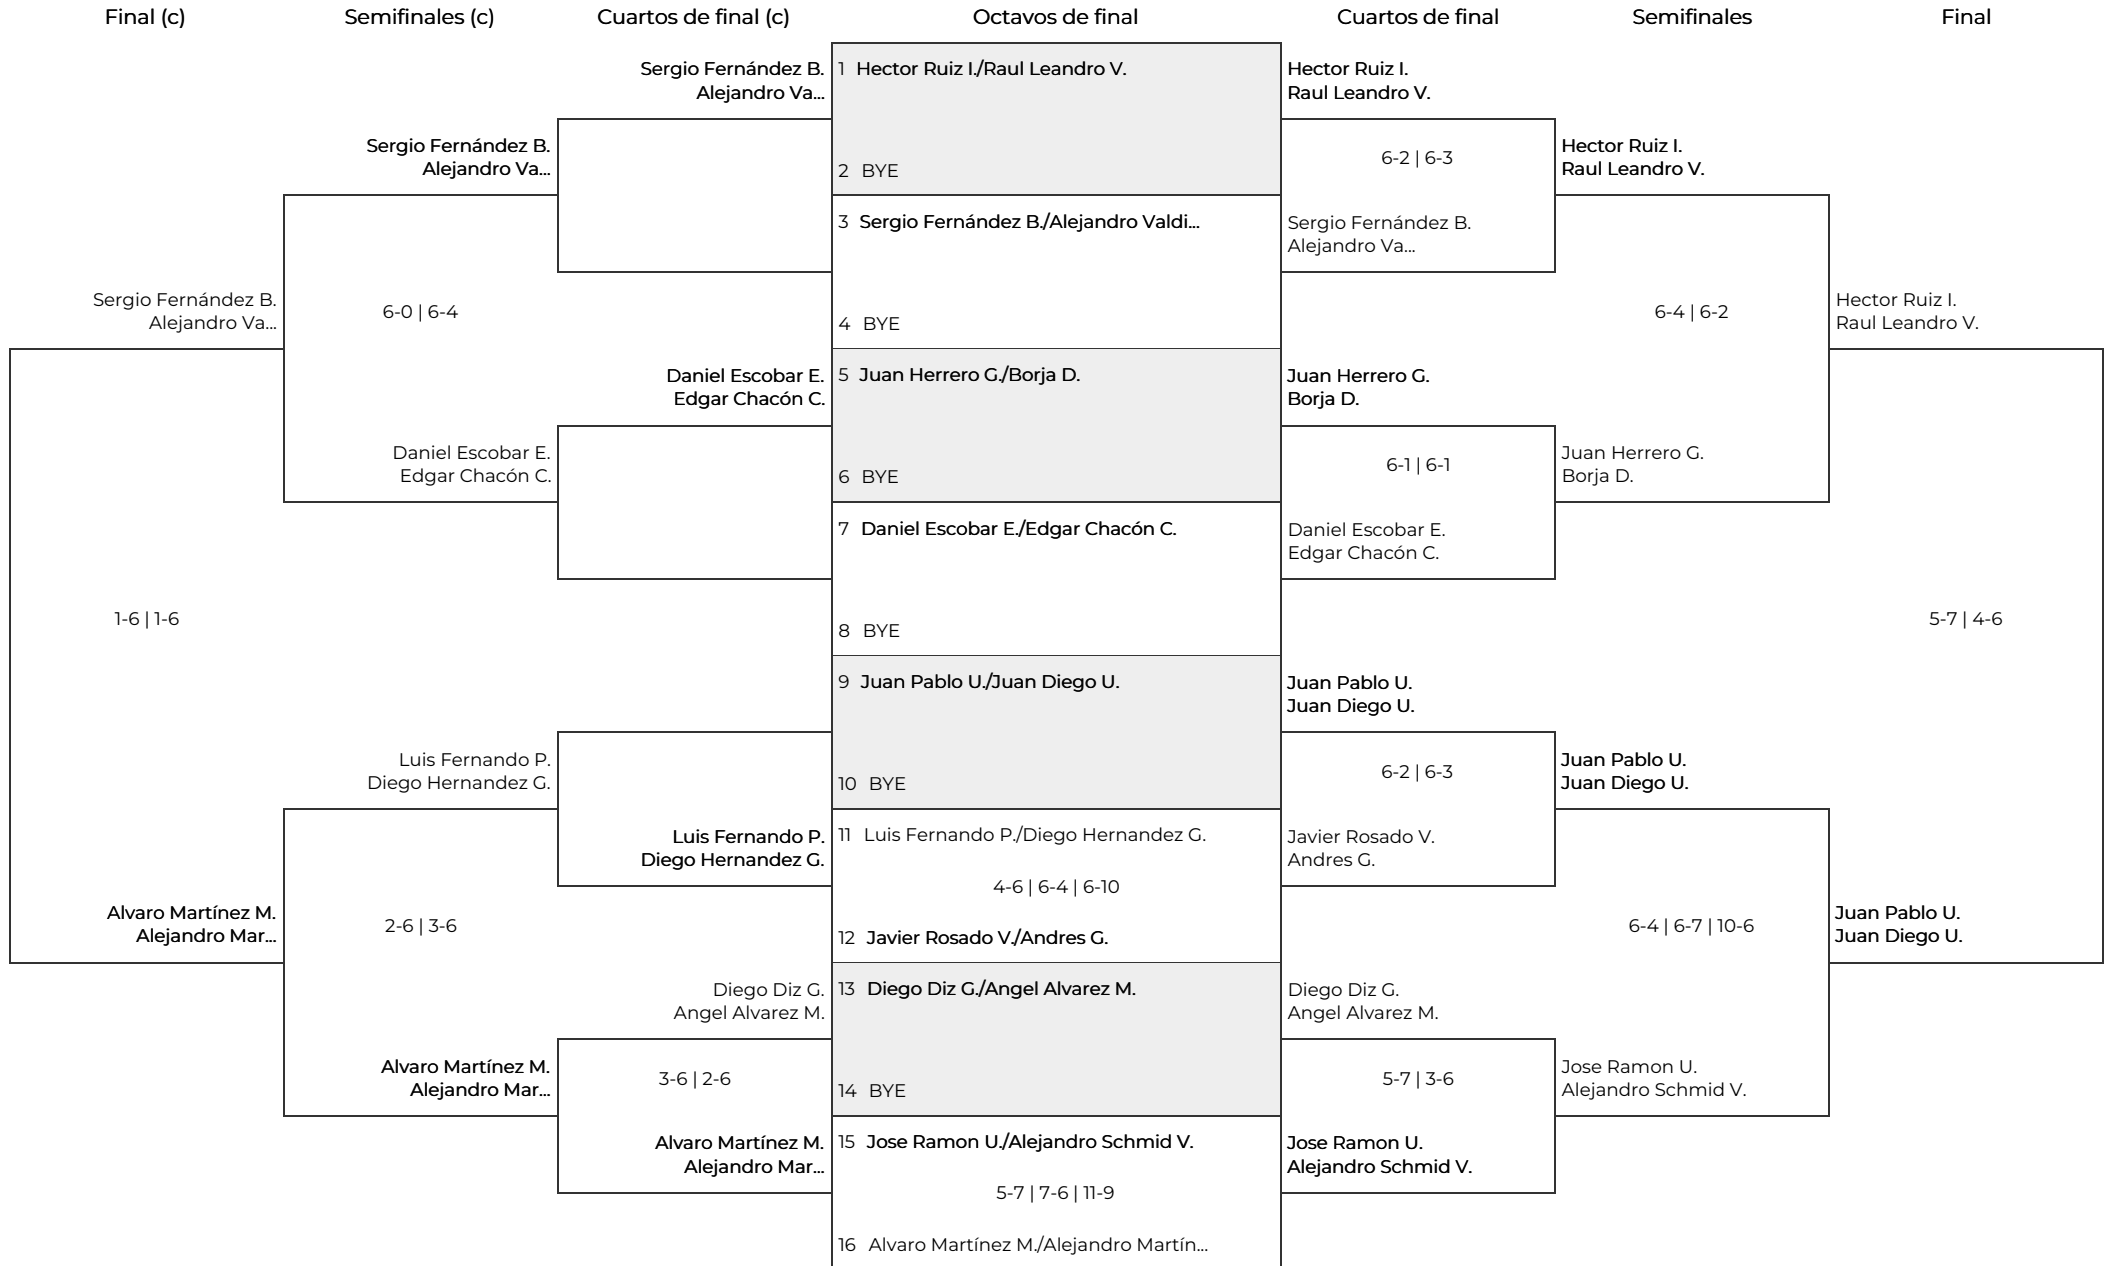 Final (c) Semifinales (c) Cuartos de final (c) Octavos de final Cuartos de final Semifinales Final
Sergio Fernández B.
Alejandro Va...
1 Hector Ruiz I./Raul Leandro V.
Hector Ruiz I.
Raul Leandro V.
Sergio Fernández B.
Alejandro Va...
6-2 | 6-3
Hector Ruiz I.
Raul Leandro V.
2 BYE
3 Sergio Fernández B./Alejandro Valdi...
Sergio Fernández B.
Alejandro Va...
Sergio Fernández B.
Alejandro Va...
6-0 | 6-4
4 BYE
6-4 | 6-2
Hector Ruiz I.
Raul Leandro V.
Daniel Escobar E.
Edgar Chacón C.
5 Juan Herrero G./Borja D.
Juan Herrero G.
Borja D.
Daniel Escobar E.
Edgar Chacón C.
6 BYE
6-1 | 6-1
Juan Herrero G.
Borja D.
7 Daniel Escobar E./Edgar Chacón C.
Daniel Escobar E.
Edgar Chacón C.
1-6 | 1-6
8 BYE
5-7 | 4-6
9 Juan Pablo U./Juan Diego U.
Juan Pablo U.
Juan Diego U.
Luis Fernando P.
Diego Hernandez G.
10 BYE
6-2 | 6-3
Juan Pablo U.
Juan Diego U.
Luis Fernando P.
Diego Hernandez G.
11 Luis Fernando P./Diego Hernandez G.
Javier Rosado V.
Andres G.
4-6 | 6-4 | 6-10
Alvaro Martínez M.
Alejandro Mar...
2-6 | 3-6
12 Javier Rosado V./Andres G.
6-4 | 6-7 | 10-6
Juan Pablo U.
Juan Diego U.
Diego Diz G.
Angel Alvarez M.
13 Diego Diz G./Angel Alvarez M.
Diego Diz G.
Angel Alvarez M.
Alvaro Martínez M.
Alejandro Mar...
3-6 | 2-6
14 BYE
5-7 | 3-6
Jose Ramon U.
Alejandro Schmid V.
Alvaro Martínez M.
Alejandro Mar...
15 Jose Ramon U./Alejandro Schmid V.
Jose Ramon U.
Alejandro Schmid V.
5-7 | 7-6 | 11-9
16 Alvaro Martínez M./Alejandro Martín...